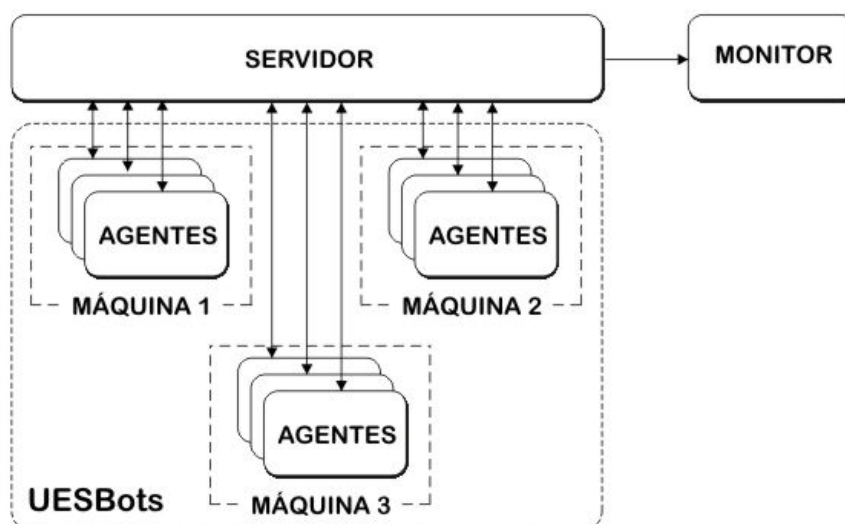 SERVIDOR
MONITOR
AGENTES
MÁQUINA 1
AGENTES
MÁQUINA 2
AGENTES
MÁQUINA 3
UESBots